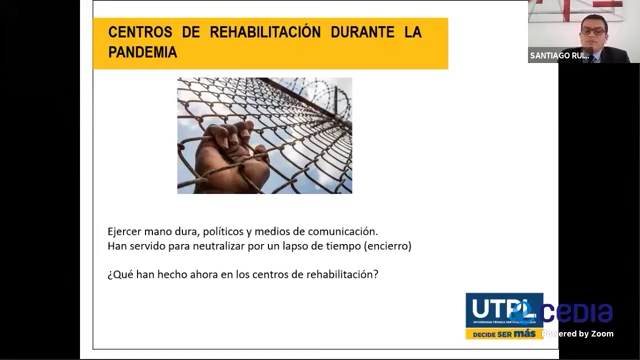 CENTROS DE REHABILITACIÓN DURANTE LA
PANDEMIA
SANTIAGO RUL..
Ejercer mano dura, políticos y medios de comunicación.
Han servido para neutralizar por un lapso de tiempo (encierro)
¿Qué han hecho ahora en los centros de rehabilitación?
UTPL
DECIDE SER más
cedia
Powered by Zoom